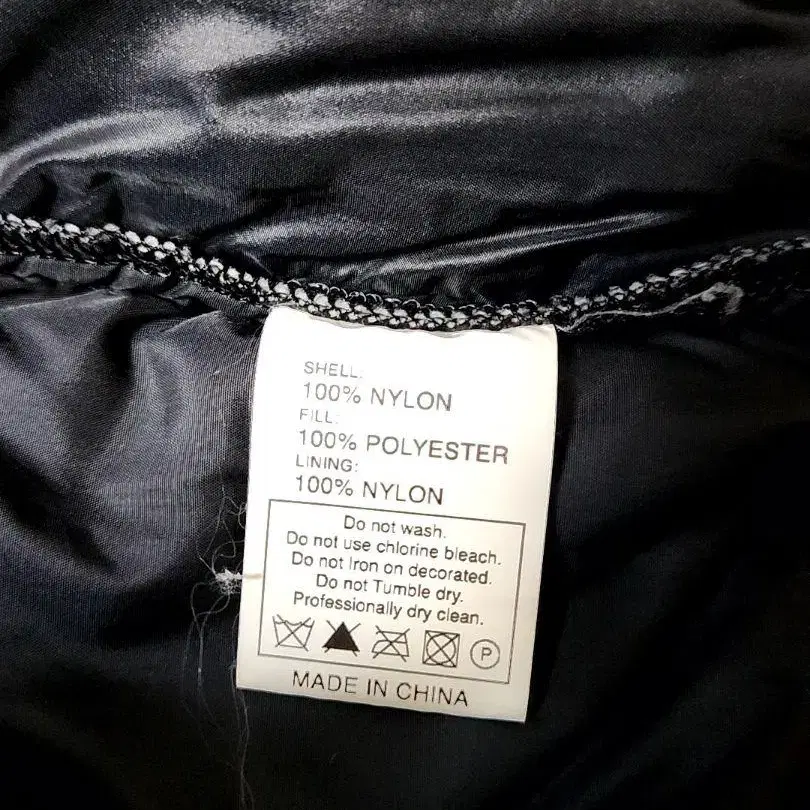 SHELL:
100% NYLON
FILL:
100% POLYESTER
LINING:
100% NYLON
Do not wash.
Do not use chlorine bleach.
Do not Iron on decorated.
Do not Tumble dry.
Professionally dry clean.
P
MADE IN CHINA